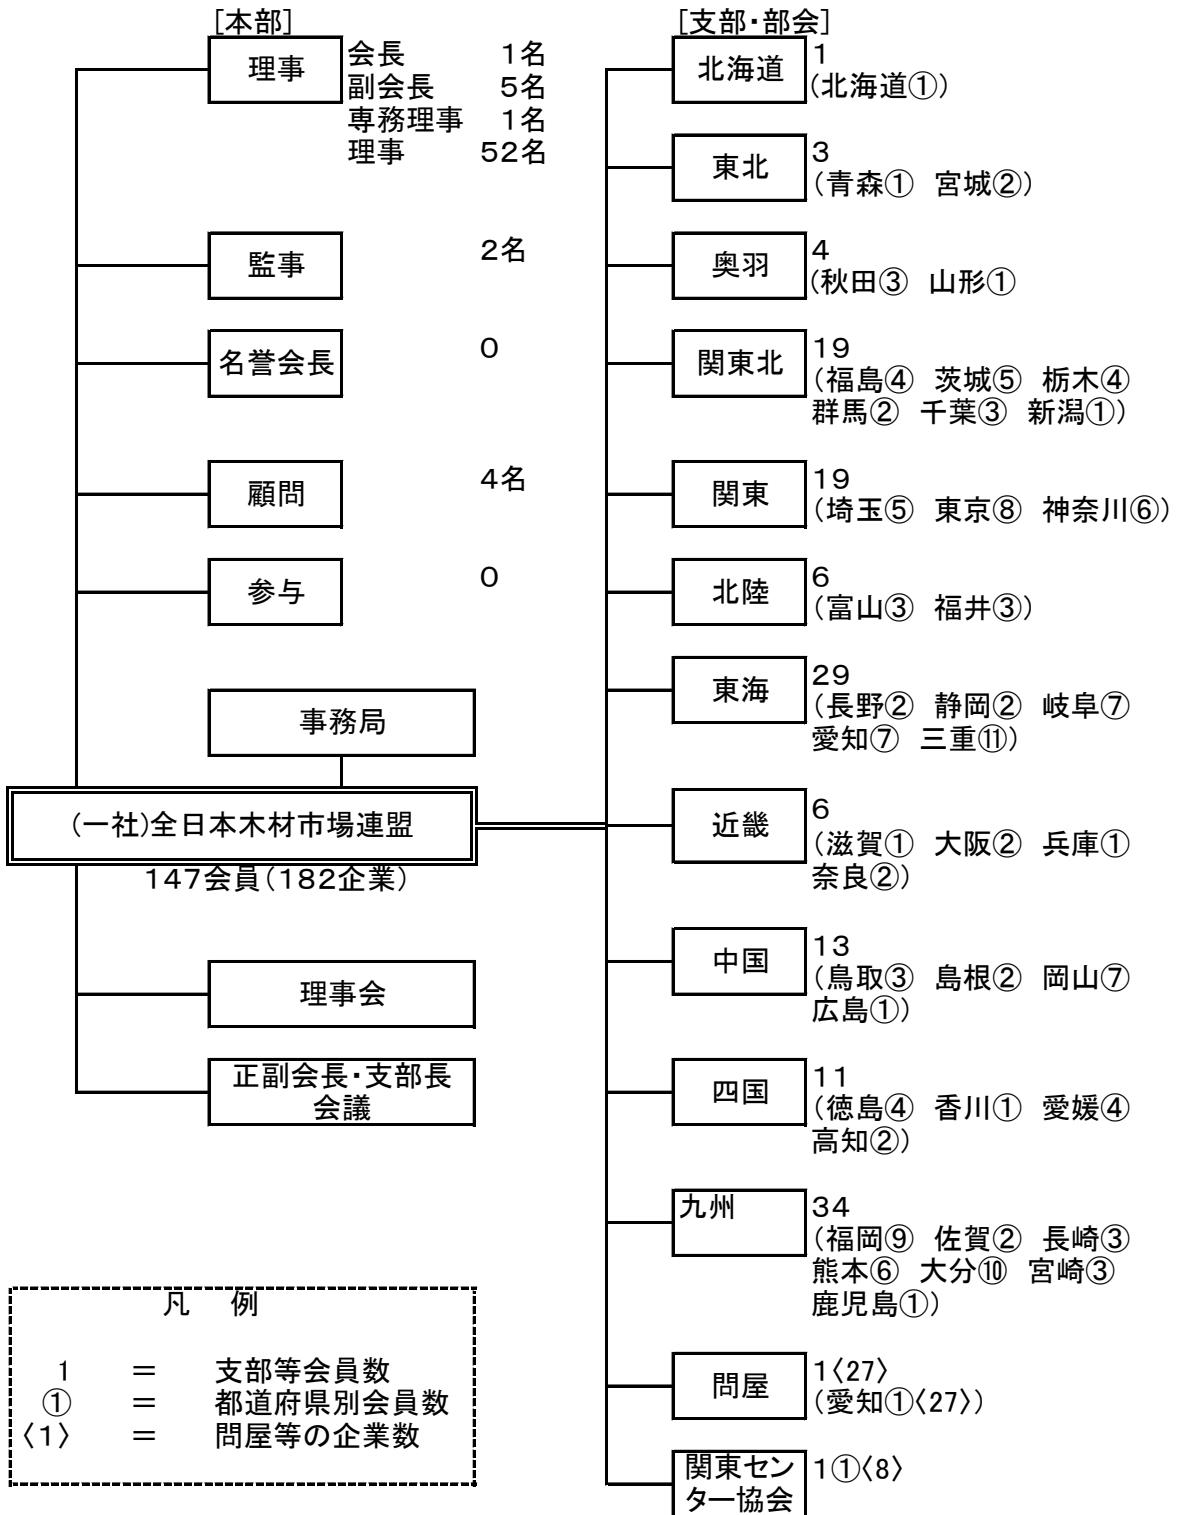 [本部]
理事
会長 1名
副会長 5名
専務理事 1名
理事 52名
監事 2名
名誉会長 0
顧問 4名
参与 0
事務局
(一社)全日本木材市場連盟
147会員(182企業)
理事会
正副会長・支部長
会議
凡 例
1 = 支部等会員数
① = 都道府県別会員数
〈1〉 = 問屋等の企業数
[支部・部会]
北海道 1
(北海道①)
東北 3
(青森① 宮城②)
奥羽 4
(秋田③ 山形①
関東北 19
(福島④ 茨城⑤ 栃木④
群馬② 千葉③ 新潟①)
関東 19
(埼玉⑤ 東京⑧ 神奈川⑥)
北陸 6
(富山③ 福井③)
東海 29
(長野② 静岡② 岐阜⑦
愛知⑦ 三重⑪)
近畿 6
(滋賀① 大阪② 兵庫①
奈良②)
中国 13
(鳥取③ 島根② 岡山⑦
広島①)
四国 11
(徳島④ 香川① 愛媛④
高知②)
九州 34
(福岡⑨ 佐賀② 長崎③
熊本⑥ 大分⑩ 宮崎③
鹿児島①)
問屋 1〈27〉
(愛知①〈27〉)
関東セン
ター協会
1①〈8〉